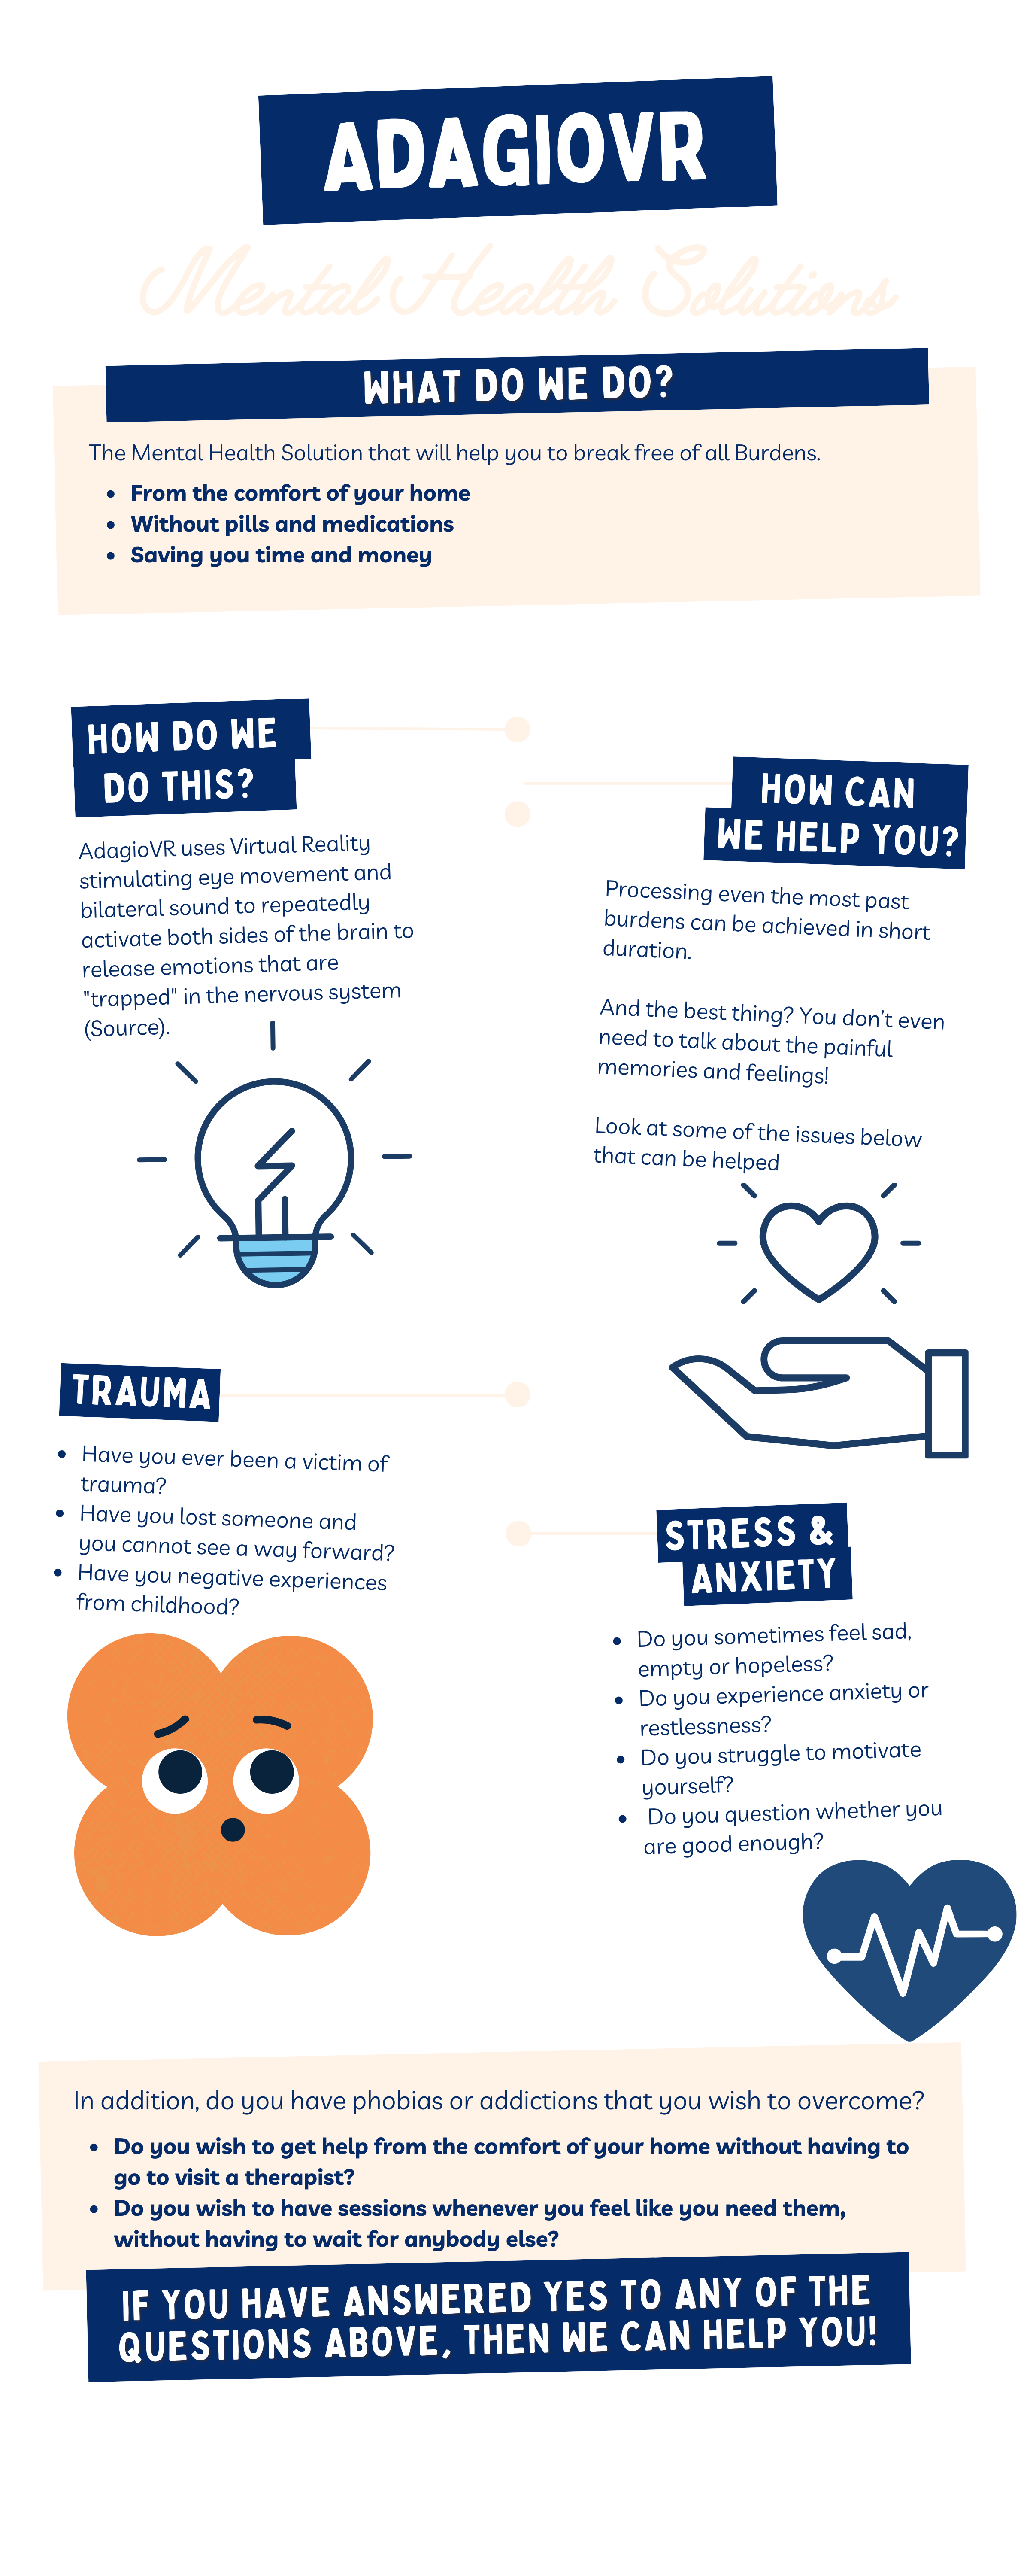 ADAGIOVR
Mental Health Solutions
WHAT DO WE DO?
The Mental Health Solution that will help you to break free of all Burdens.
• From the comfort of your home
• Without pills and medications
• Saving you time and money
HOW DO WE
DO THIS?
AdagioVR uses Virtual Reality
stimulating eye movement and
bilateral sound to repeatedly
activate both sides of the brain to
release emotions that are
"trapped" in the nervous system
(Source).
HOW CAN
WE HELP YOU?
Processing even the most past
burdens can be achieved in short
duration.
And the best thing? You don't even
need to talk about the painful
memories and feelings!
Look at some of the issues below
that can be helped
TRAUMA
• Have you ever been a victim of
trauma?
• Have you lost someone and
you cannot see a way forward?
• Have you negative experiences
from childhood?
STRESS &
ANXIETY
• Do you sometimes feel sad,
empty or hopeless?
• Do you experience anxiety or
restlessness?
• Do you struggle to motivate
yourself?
• Do you question whether you
are good enough?
In addition, do you have phobias or addictions that you wish to overcome?
• Do you wish to get help from the comfort of your home without having to
go to visit a therapist?
• Do you wish to have sessions whenever you feel like you need them,
without having to wait for anybody else?
IF YOU HAVE ANSWERED YES TO ANY OF THE
QUESTIONS ABOVE, THEN WE CAN HELP YOU!